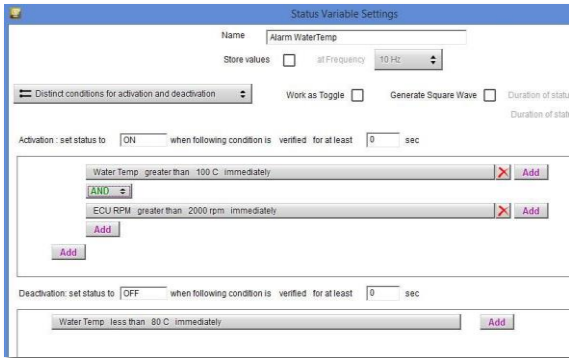 Status Variable Settings
Name Alarm WaterTemp
Store values at Frequency 10 Hz
Distinct conditions for activation and deactivation Work as Toggle Generate Square Wave Duration of statu
Duration of statu
Activation : set status to ON when following condition is verified for at least 0 sec
Water Temp greater than 100 C immediately Add
AND
ECU RPM greater than 2000 rpm immediately Add
Add
Add
Deactivation: set status to OFF when following condition is verified for at least 0 sec
Water Temp less than 80 C immediately Add